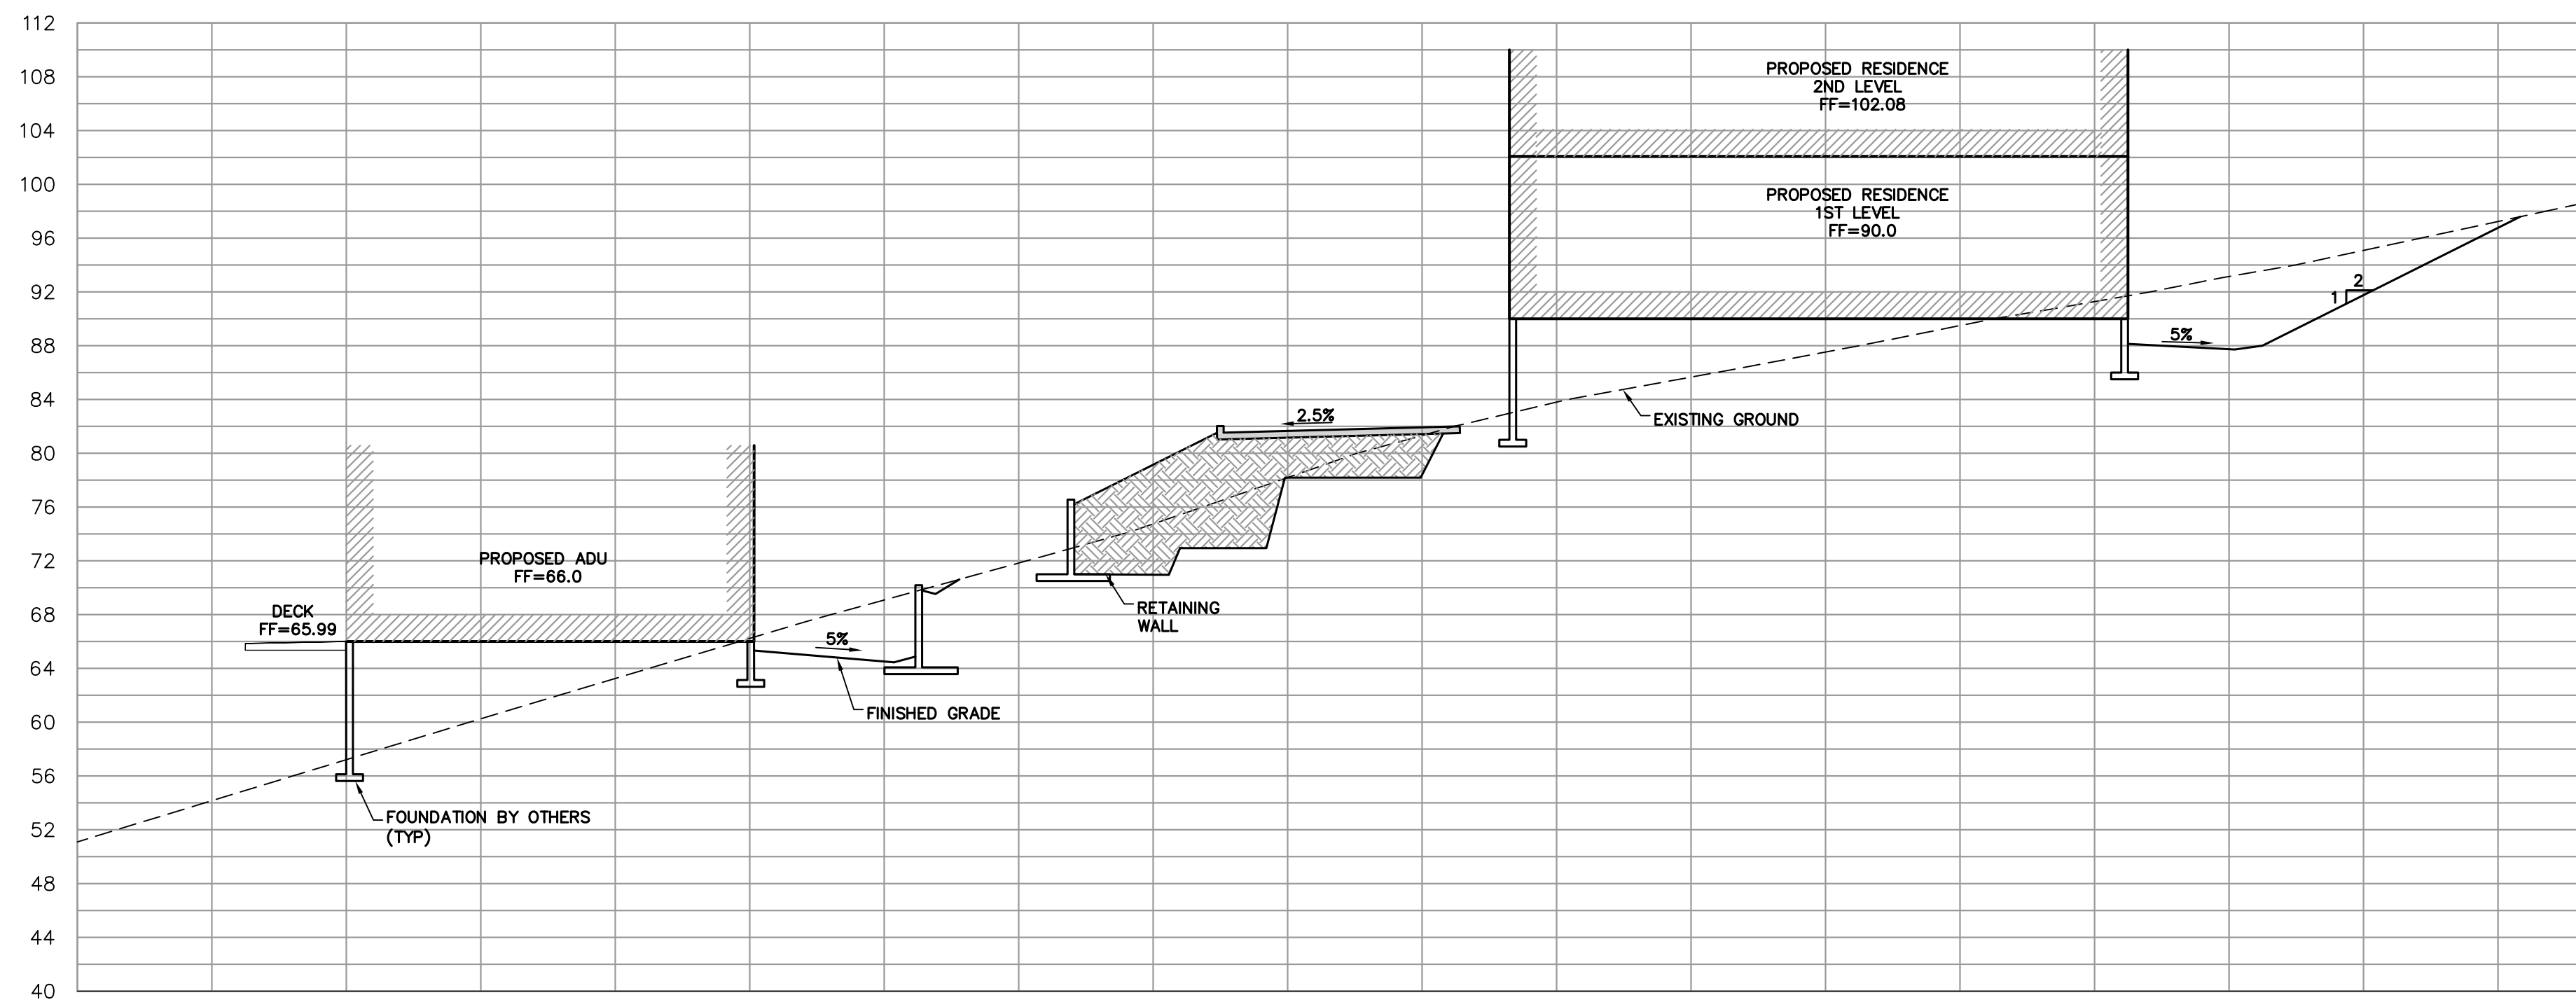 112
108
104
100
96
92
88
84
80
76
72
68
64
60
56
52
48
44
40
PROPOSED RESIDENCE
2ND LEVEL
FF=102.08
PROPOSED RESIDENCE
1ST LEVEL
FF=90.0
2
1
5%
2.5%
EXISTING GROUND
PROPOSED ADU
FF=66.0
DECK
FF=65.99
RETAINING
WALL
5%
FINISHED GRADE
FOUNDATION BY OTHERS
(TYP)